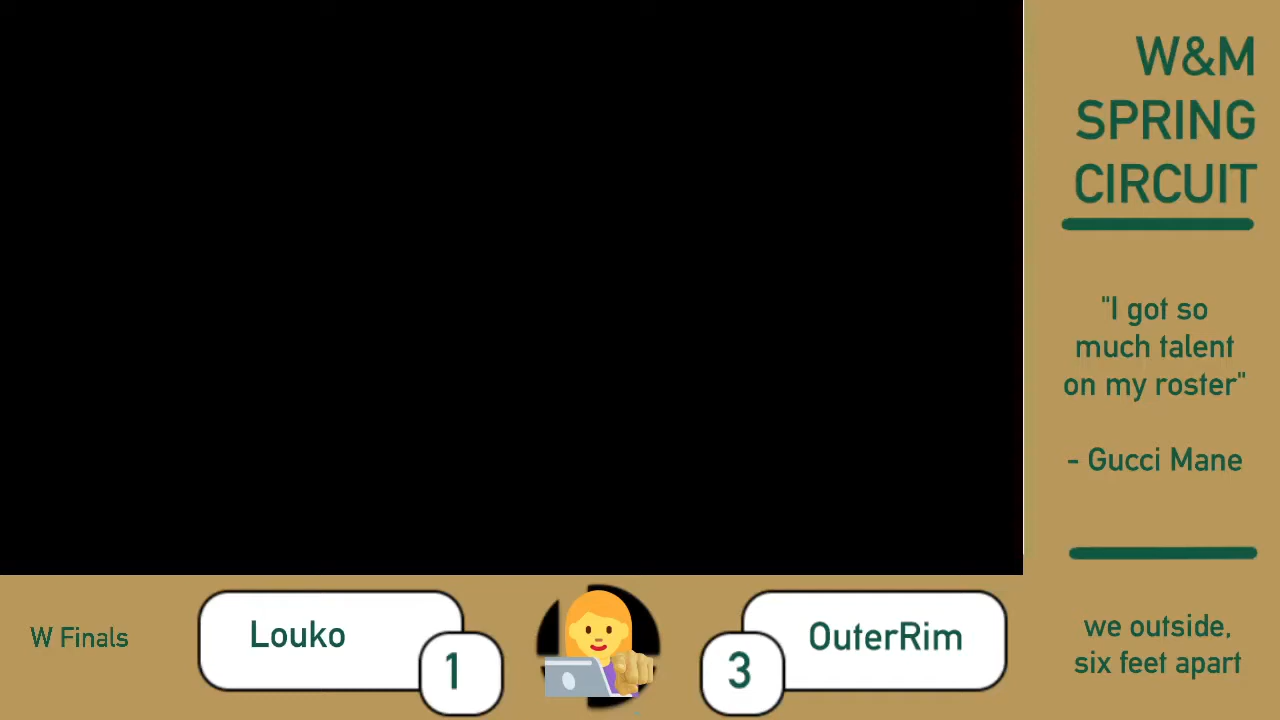 W&M
SPRING
CIRCUIT
"I got so
much talent
on my roster"
- Gucci Mane
we outside,
six feet apart
W Finals
Louko
1
3
OuterRim